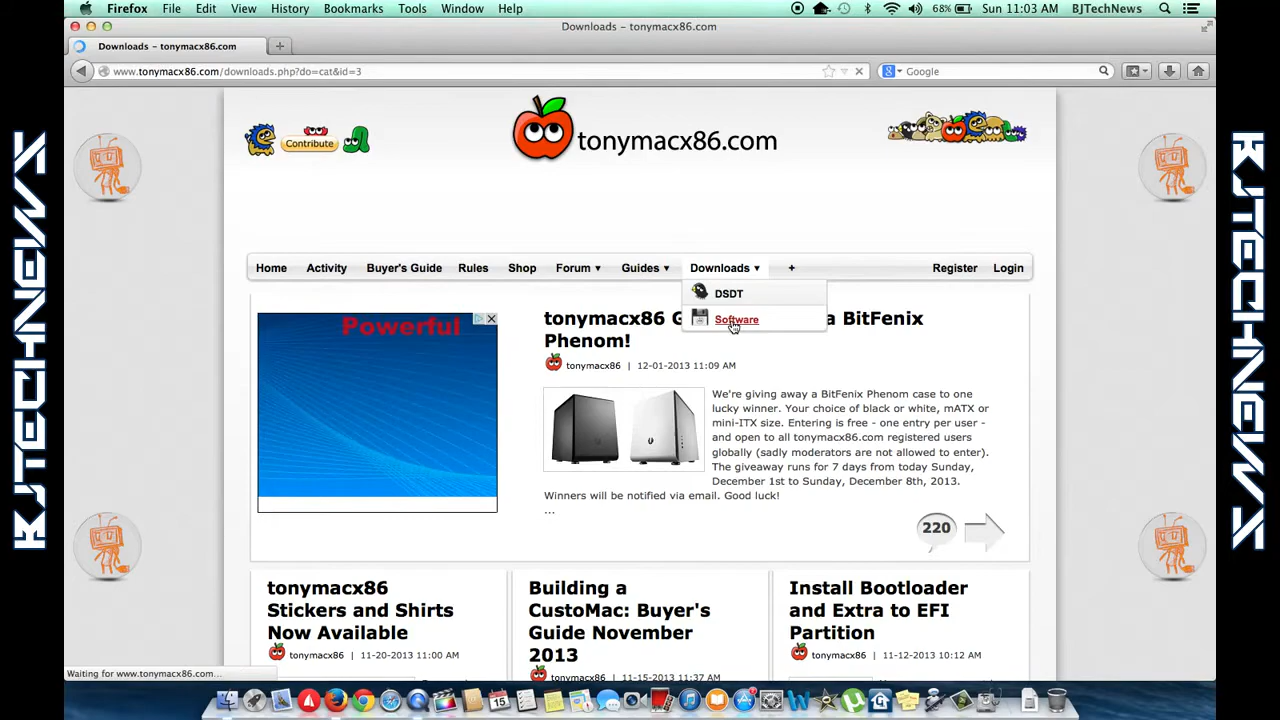 Firefox File Edit View History Bookmarks Tools Window Help
68% Sun 11:03 AM BJTechNews
Downloads – tonymacx86.com
Downloads – tonymacx86.com +
www.tonymacx86.com/downloads.php?do=cat&id=3
Google
Contribute
tonymacx86.com
Home Activity Buyer's Guide Rules Shop Forum ▾ Guides ▾ Downloads ▾ + Register Login
DSDT
Software
Powerful
tonymacx86 G a BitFenix
Phenom!
tonymacx86 | 12-01-2013 11:09 AM
We're giving away a BitFenix Phenom case to one
lucky winner. Your choice of black or white, mATX or
mini-ITX size. Entering is free - one entry per user -
and open to all tonymacx86.com registered users
globally (sadly moderators are not allowed to enter).
The giveaway runs for 7 days from today Sunday,
December 1st to Sunday, December 8th, 2013.
Winners will be notified via email. Good luck!
...
220
tonymacx86
Stickers and Shirts
Now Available
tonymacx86 | 11-20-2013 11:00 AM
Building a
CustoMac: Buyer's
Guide November
2013
tonymacx86 | 11-15-2013 11:37 AM
Install Bootloader
and Extra to EFI
Partition
tonymacx86 | 11-12-2013 10:12 AM
Waiting for www.tonymacx86.com...
BJTECHNEWS
BJTECHNEWS
15